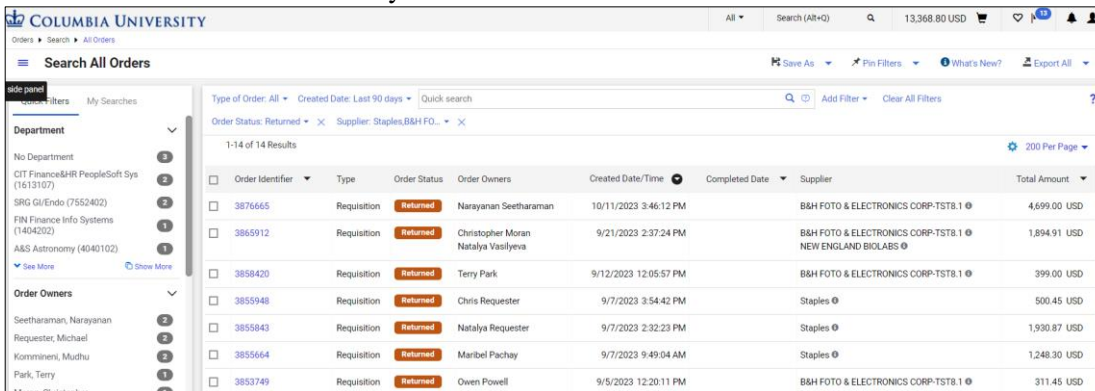 COLUMBIA UNIVERSITY
All Search (Alt+Q) 13,368.80 USD 13
Orders Search All Orders
Search All Orders Save As Pin Filters What's New? Export All
side panel
Quick Filters My Searches
Type of Order: All Created Date: Last 90 days Quick search Add Filter Clear All Filters ?
Order Status: Returned Supplier: Staples,B&H FO...
1-14 of 14 Results 200 Per Page
Department
No Department 3
CIT Finance&HR PeopleSoft Sys
(1613107) 2
SRG GI/Endo (7552402) 2
FIN Finance Info Systems
(1404202) 1
A&S Astronomy (4040102) 1
See More Show More
Order Owners
Seetharaman, Narayanan 2
Requester, Michael 2
Kommineni, Mudhu 2
Park, Terry 1
Order Identifier Type Order Status Order Owners Created Date/Time Completed Date Supplier Total Amount
3876665 Requisition Returned Narayanan Seetharaman 10/11/2023 3:46:12 PM B&H FOTO & ELECTRONICS CORP-TST8.1 4,699.00 USD
3865912 Requisition Returned Christopher Moran 9/21/2023 2:37:24 PM B&H FOTO & ELECTRONICS CORP-TST8.1 1,894.91 USD
Natalya Vasilyeva NEW ENGLAND BIOLABS
3858420 Requisition Returned Terry Park 9/12/2023 12:05:57 PM B&H FOTO & ELECTRONICS CORP-TST8.1 399.00 USD
3855948 Requisition Returned Chris Requester 9/7/2023 3:54:42 PM Staples 500.45 USD
3855843 Requisition Returned Natalya Requester 9/7/2023 2:32:23 PM Staples 1,930.87 USD
3855664 Requisition Returned Maribel Pachay 9/7/2023 9:49:04 AM Staples 1,248.30 USD
3853749 Requisition Returned Owen Powell 9/5/2023 12:20:11 PM B&H FOTO & ELECTRONICS CORP-TST8.1 311.45 USD